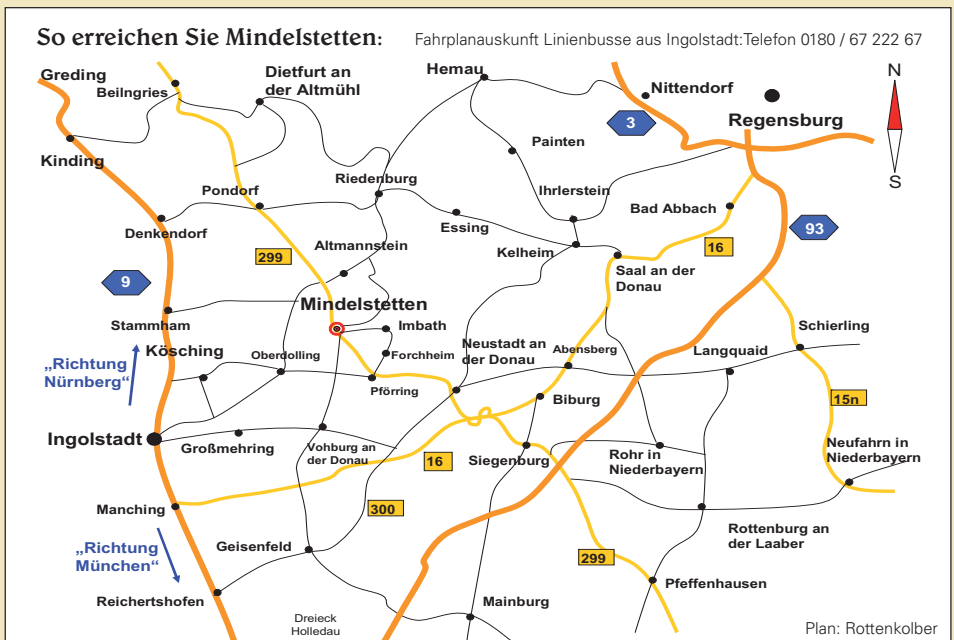 So erreichen Sie Mindelstetten:
Fahrplanauskunft Linienbusse aus Ingolstadt:Telefon 0180 / 67 222 67
Greding
Beilngries
Dietfurt an
der Altmühl
Hemau
Nittendorf
N
3
Regensburg
Kinding
Painten
S
Riedenburg
Pondorf
Ihrlerstein
Bad Abbach
Denkendorf
Essing
93
Altmannstein
Kelheim
16
299
Saal an der
Donau
9
Mindelstetten
Stammham
Imbath
Schierling
Kösching
Oberdolling
Forchheim
Neustadt an
der Donau
Abensberg
Langquaid
„Richtung
Nürnberg“
Pförring
Biburg
15n
Ingolstadt
Großmehring
Vohburg an
der Donau
16
Siegenburg
Rohr in
Niederbayern
Neufahrn in
Niederbayern
Manching
300
Rottenburg an
der Laaber
„Richtung
München“
Geisenfeld
299
Pfeffenhausen
Reichertshofen
Mainburg
Dreieck
Holledau
Plan: Rottenkolber